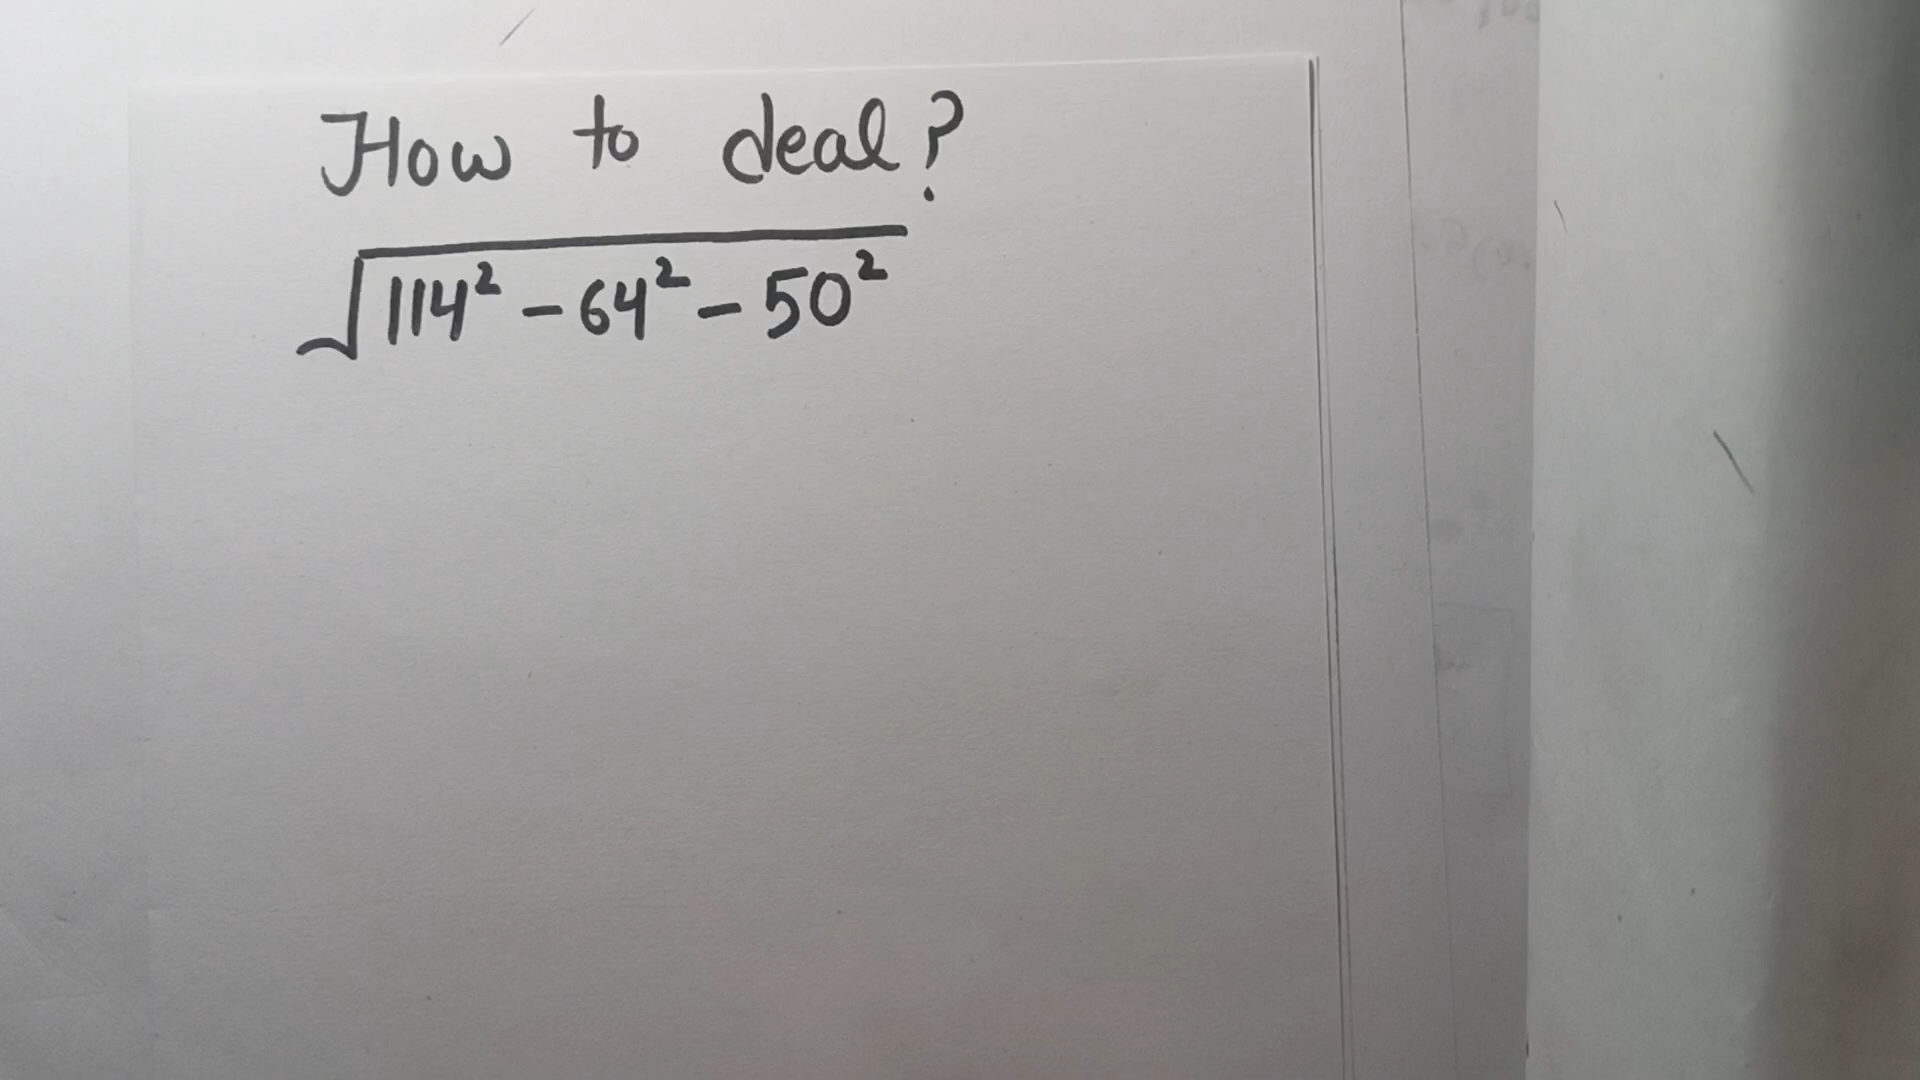 How to deal?
√(114² - 64² - 50²)